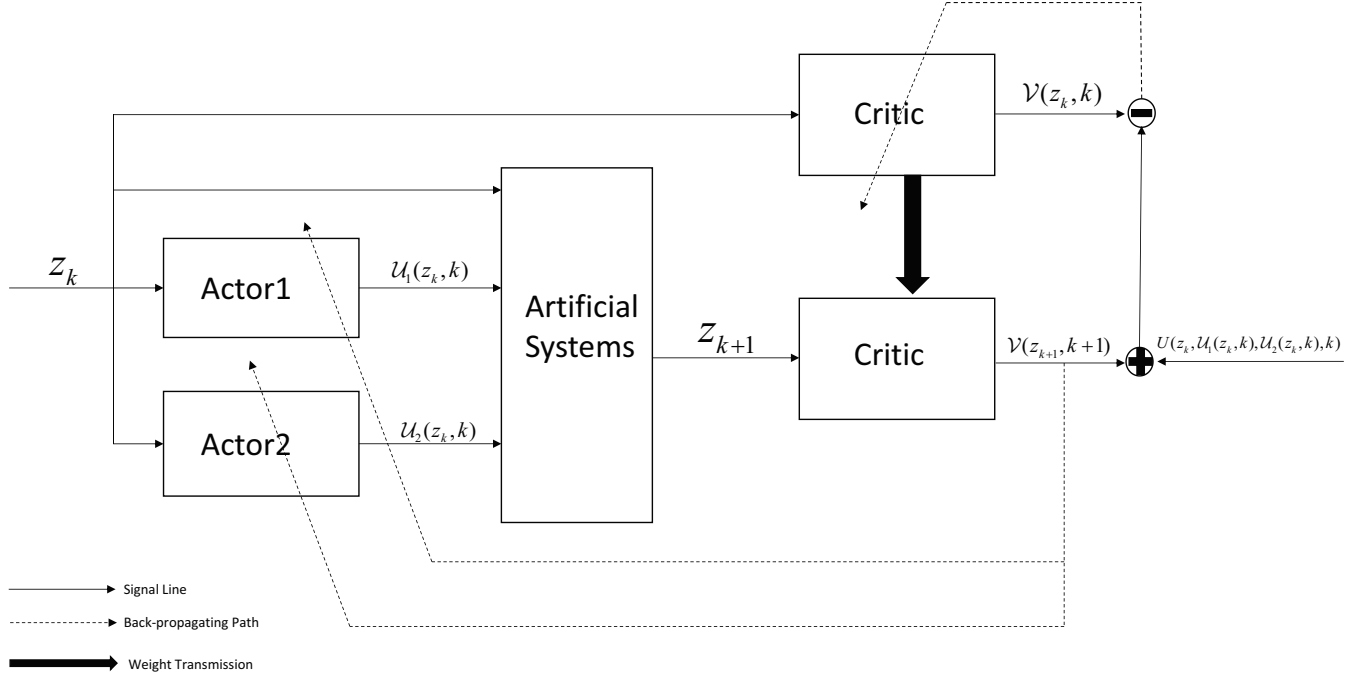 Critic
𝒱(z_k, k)
z_k
Actor1
𝒰_1(z_k, k)
Artificial
Systems
z_{k+1}
Critic
𝒱(z_{k+1}, k+1)
U(z_k, 𝒰_1(z_k, k), 𝒰_2(z_k, k), k)
Actor2
𝒰_2(z_k, k)
Signal Line
Back-propagating Path
Weight Transmission